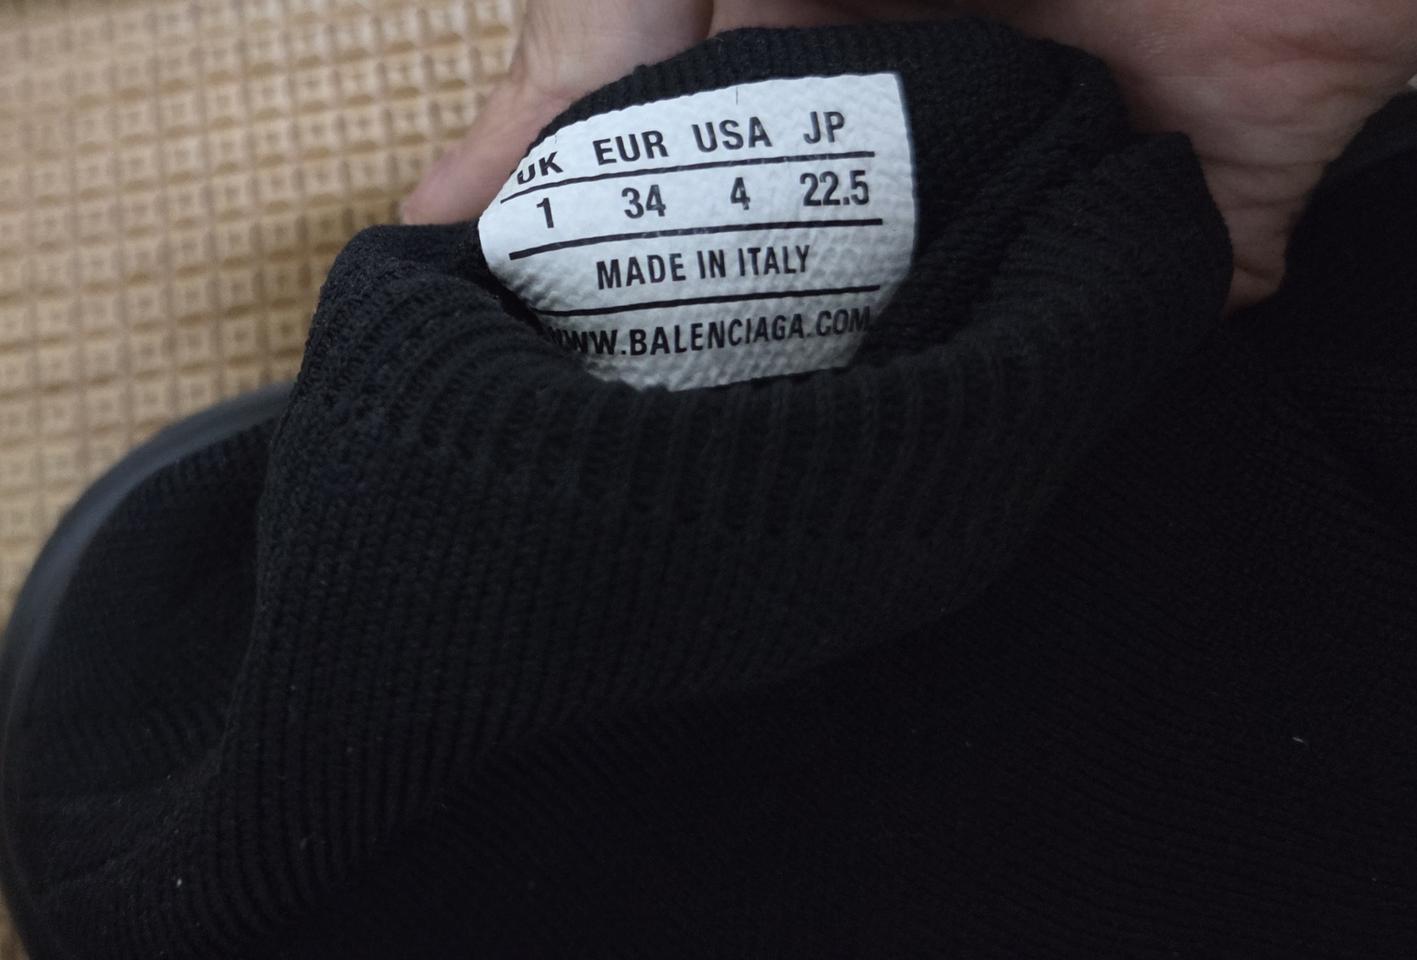 UK EUR USA JP
1 34 4 22.5
MADE IN ITALY
WWW.BALENCIAGA.COM